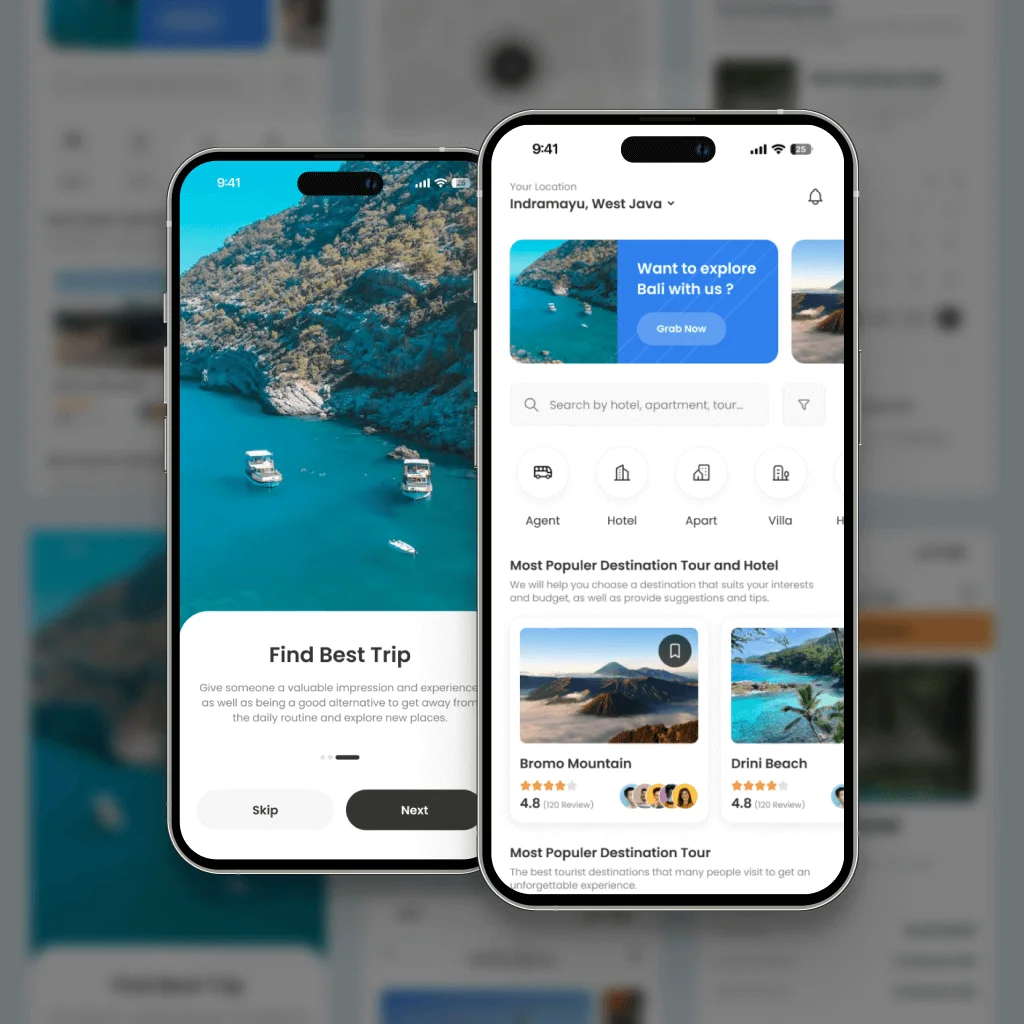 9:41
25
Find Best Trip
Give someone a valuable impression and experience
as well as being a good alternative to get away from
the daily routine and explore new places.
Skip
Next
9:41
25
Your Location
Indramayu, West Java
Want to explore
Bali with us ?
Grab Now
Search by hotel, apartment, tour...
Agent
Hotel
Apart
Villa
H
Most Populer Destination Tour and Hotel
We will help you choose a destination that suits your interests
and budget, as well as provide suggestions and tips.
Bromo Mountain
4.8 (120 Review)
Drini Beach
4.8 (120 Review)
Most Populer Destination Tour
The best tourist destinations that many people visit to get an
unforgettable experience.
Find Best Trip